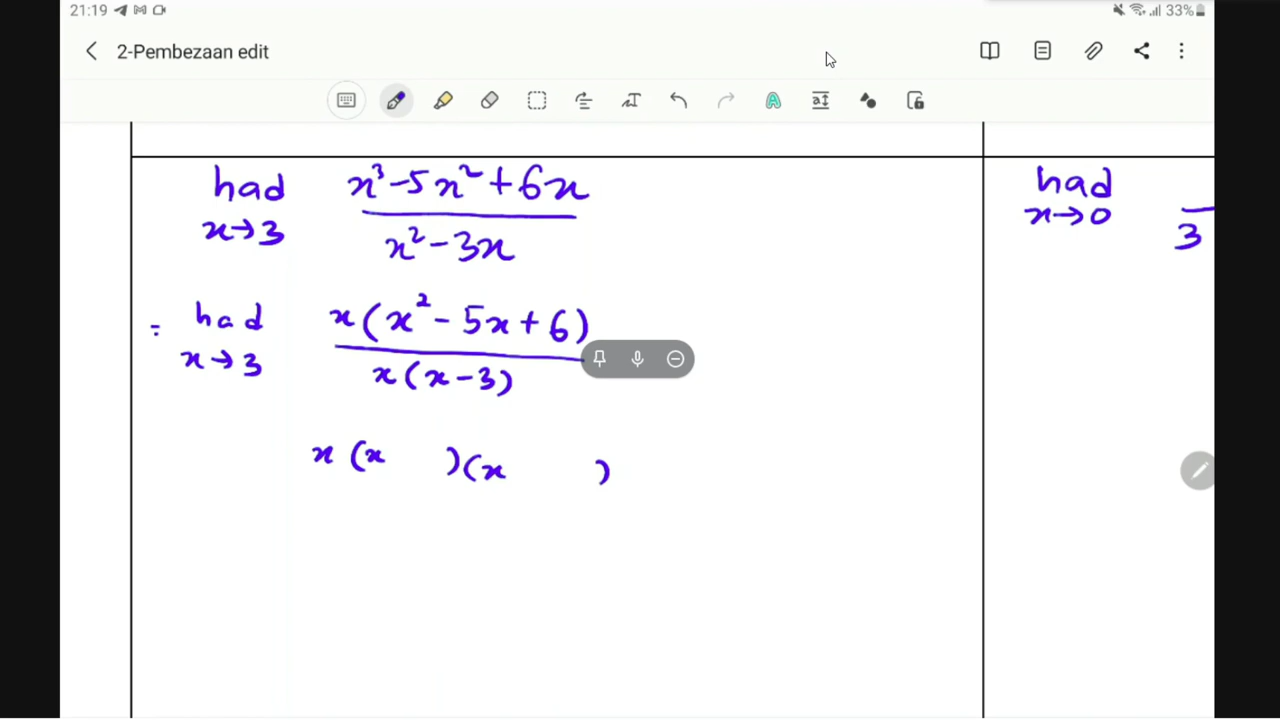 21:19 33%
2-Pembezaan edit
had x→3 x³-5x²+6x / x²-3x
= had x→3 x(x²-5x+6) / x(x-3)
x(x )(x )
had x→0 3